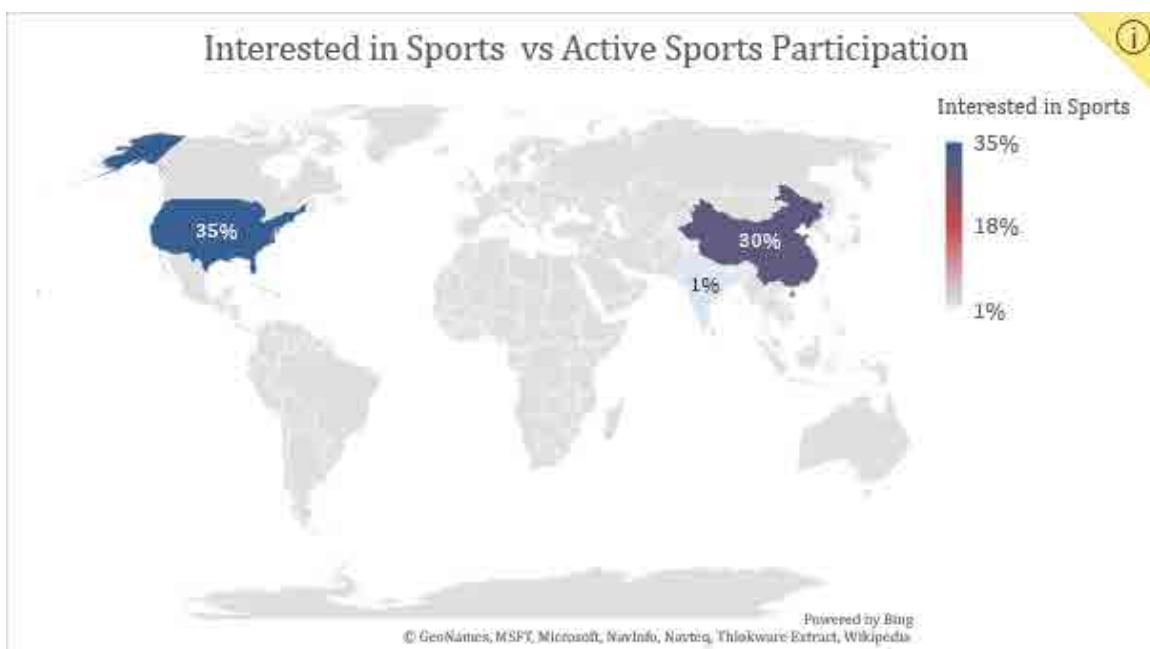 Interested in Sports vs Active Sports Participation
i
Interested in Sports
35%
18%
1%
35%
30%
1%
Powered by Bing
© GeoNames, MSFT, Microsoft, NavInfo, Navteq, Thinkware Extract, Wikipedia